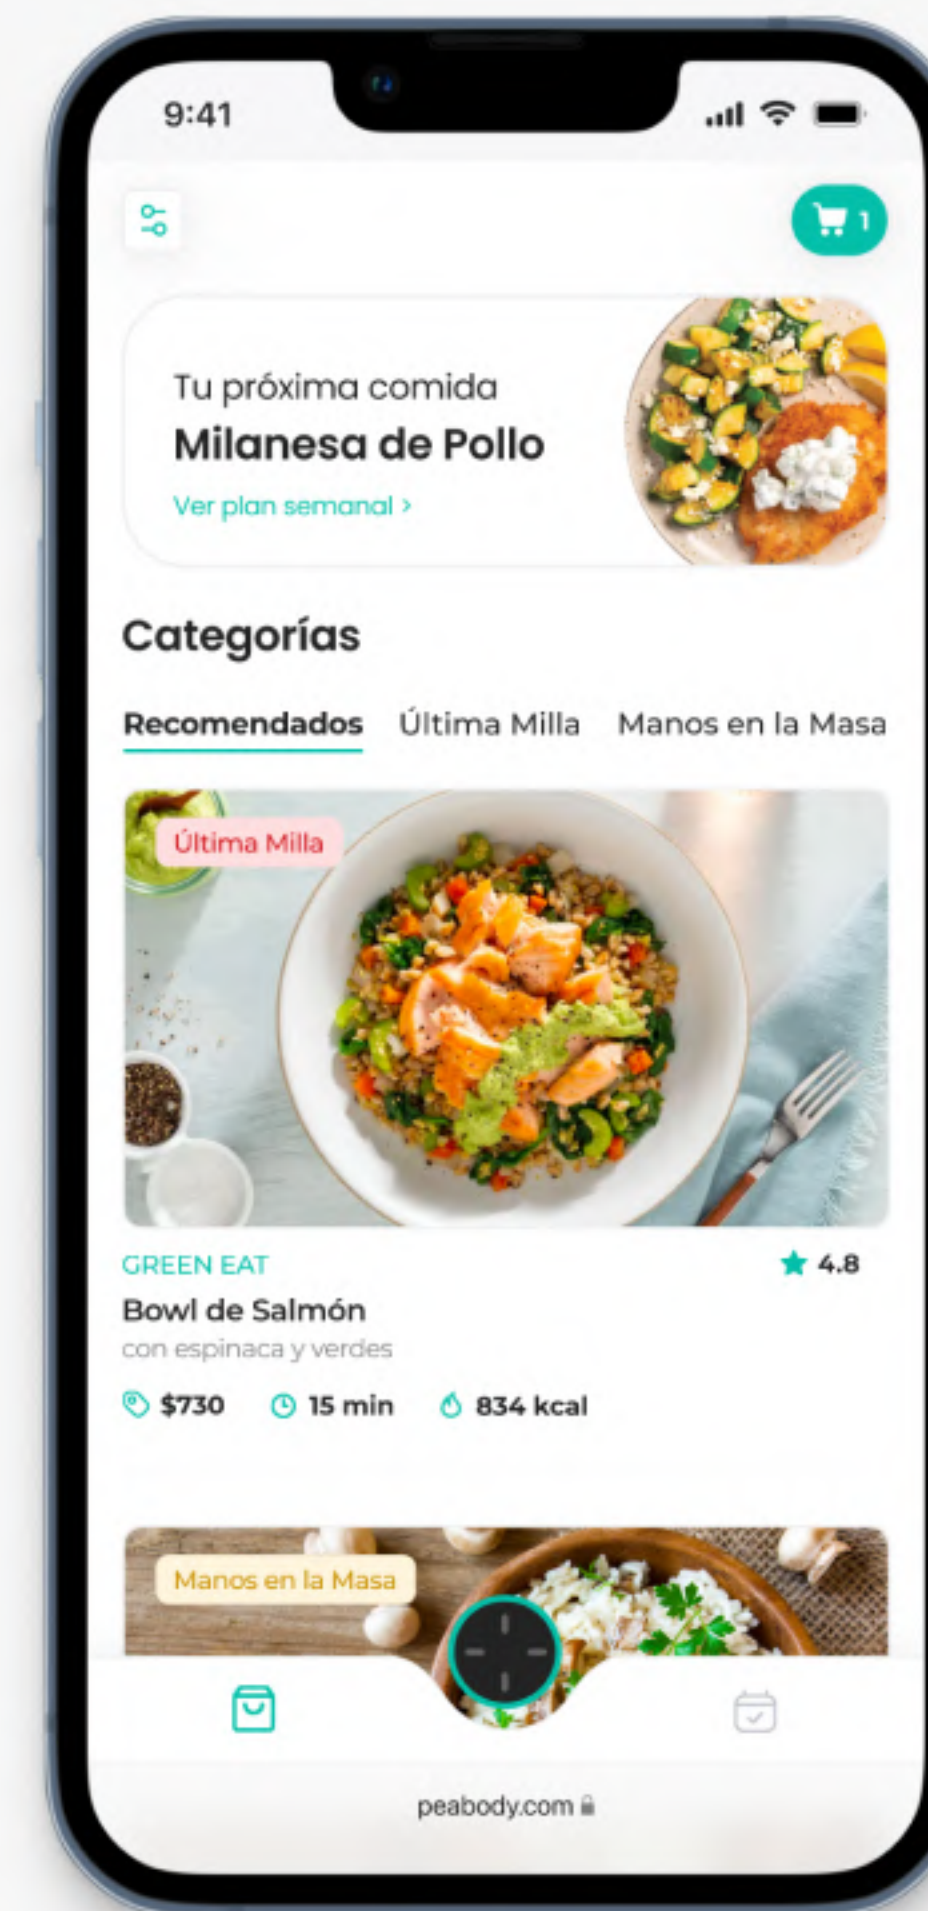 9:41
1
Tu próxima comida
Milanesa de Pollo
Ver plan semanal >
Categorías
Recomendados Última Milla Manos en la Masa
Última Milla
GREEN EAT 4.8
Bowl de Salmón
con espinaca y verdes
$730 15 min 834 kcal
Manos en la Masa
peabody.com